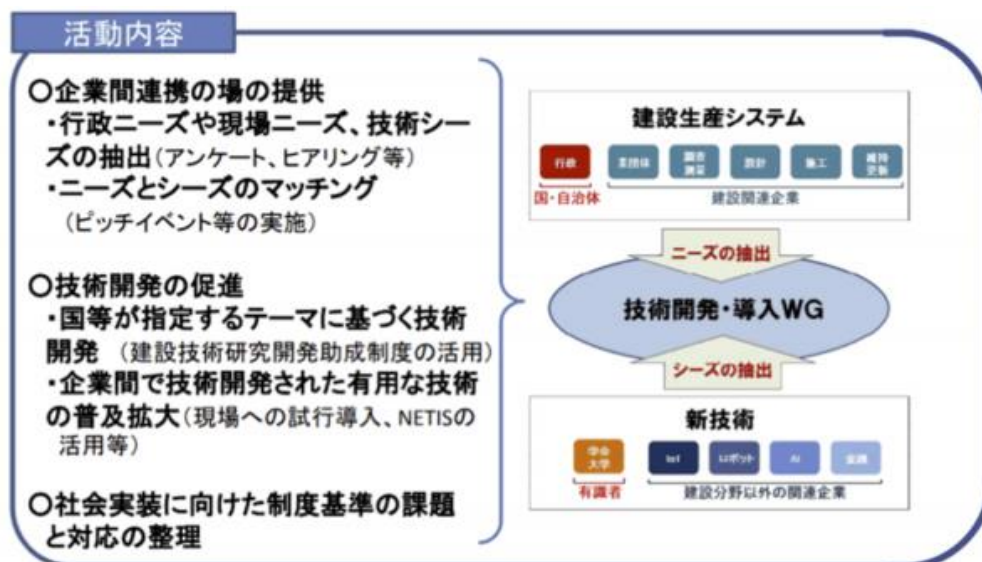 活動内容
〇企業間連携の場の提供
・行政ニーズや現場ニーズ、技術シー
ズの抽出(アンケート、ヒアリング等)
・ニーズとシーズのマッチング
(ピッチイベント等の実施)
〇技術開発の促進
・国等が指定するテーマに基づく技術
開発 (建設技術研究開発助成制度の活用)
・企業間で技術開発された有用な技術
の普及拡大(現場への試行導入、NETISの
活用等)
〇社会実装に向けた制度基準の課題
と対応の整理
建設生産システム
行政
業団体
調査
測量
設計
施工
維持
更新
国・自治体
建設関連企業
ニーズの抽出
技術開発・導入WG
シーズの抽出
新技術
学会
大学
IoT
ロボット
AI
金融
有識者
建設分野以外の関連企業